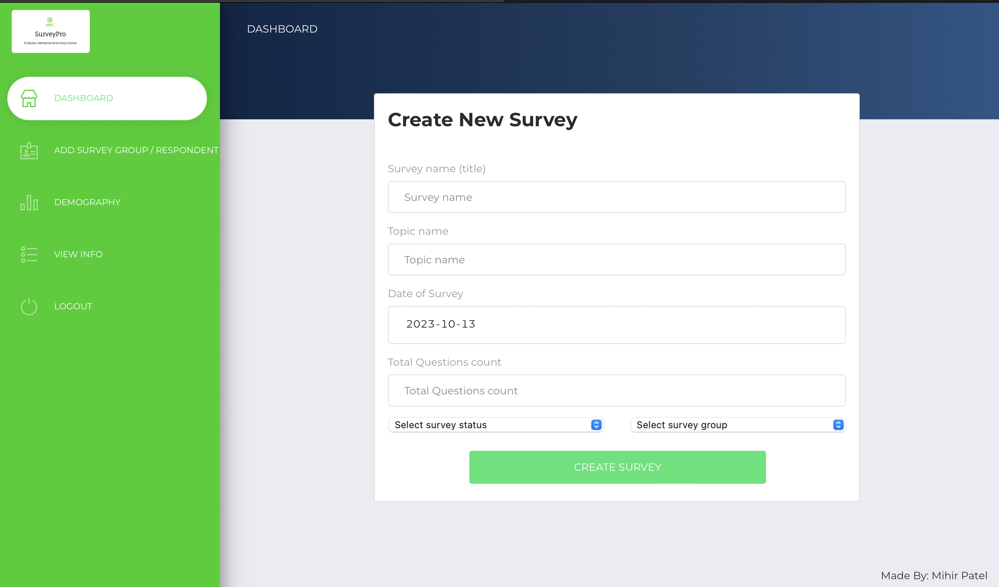 SurveyPro
Turning Opinions Into Solutions
DASHBOARD
ADD SURVEY GROUP / RESPONDENT
DEMOGRAPHY
VIEW INFO
LOGOUT
DASHBOARD
Create New Survey
Survey name (title)
Survey name
Topic name
Topic name
Date of Survey
2023-10-13
Total Questions count
Total Questions count
Select survey status
Select survey group
CREATE SURVEY
Made By: Mihir Patel